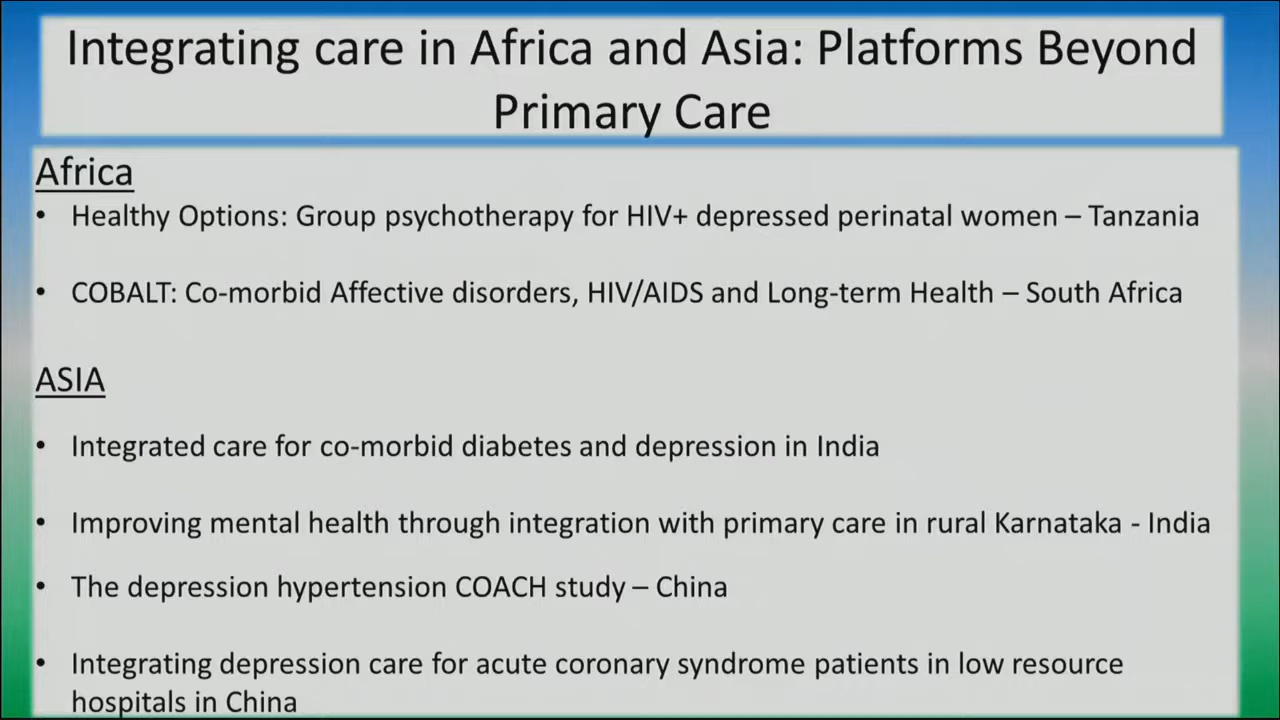 Integrating care in Africa and Asia: Platforms Beyond
Primary Care
Africa
• Healthy Options: Group psychotherapy for HIV+ depressed perinatal women – Tanzania
• COBALT: Co-morbid Affective disorders, HIV/AIDS and Long-term Health – South Africa
ASIA
• Integrated care for co-morbid diabetes and depression in India
• Improving mental health through integration with primary care in rural Karnataka - India
• The depression hypertension COACH study – China
• Integrating depression care for acute coronary syndrome patients in low resource
hospitals in China